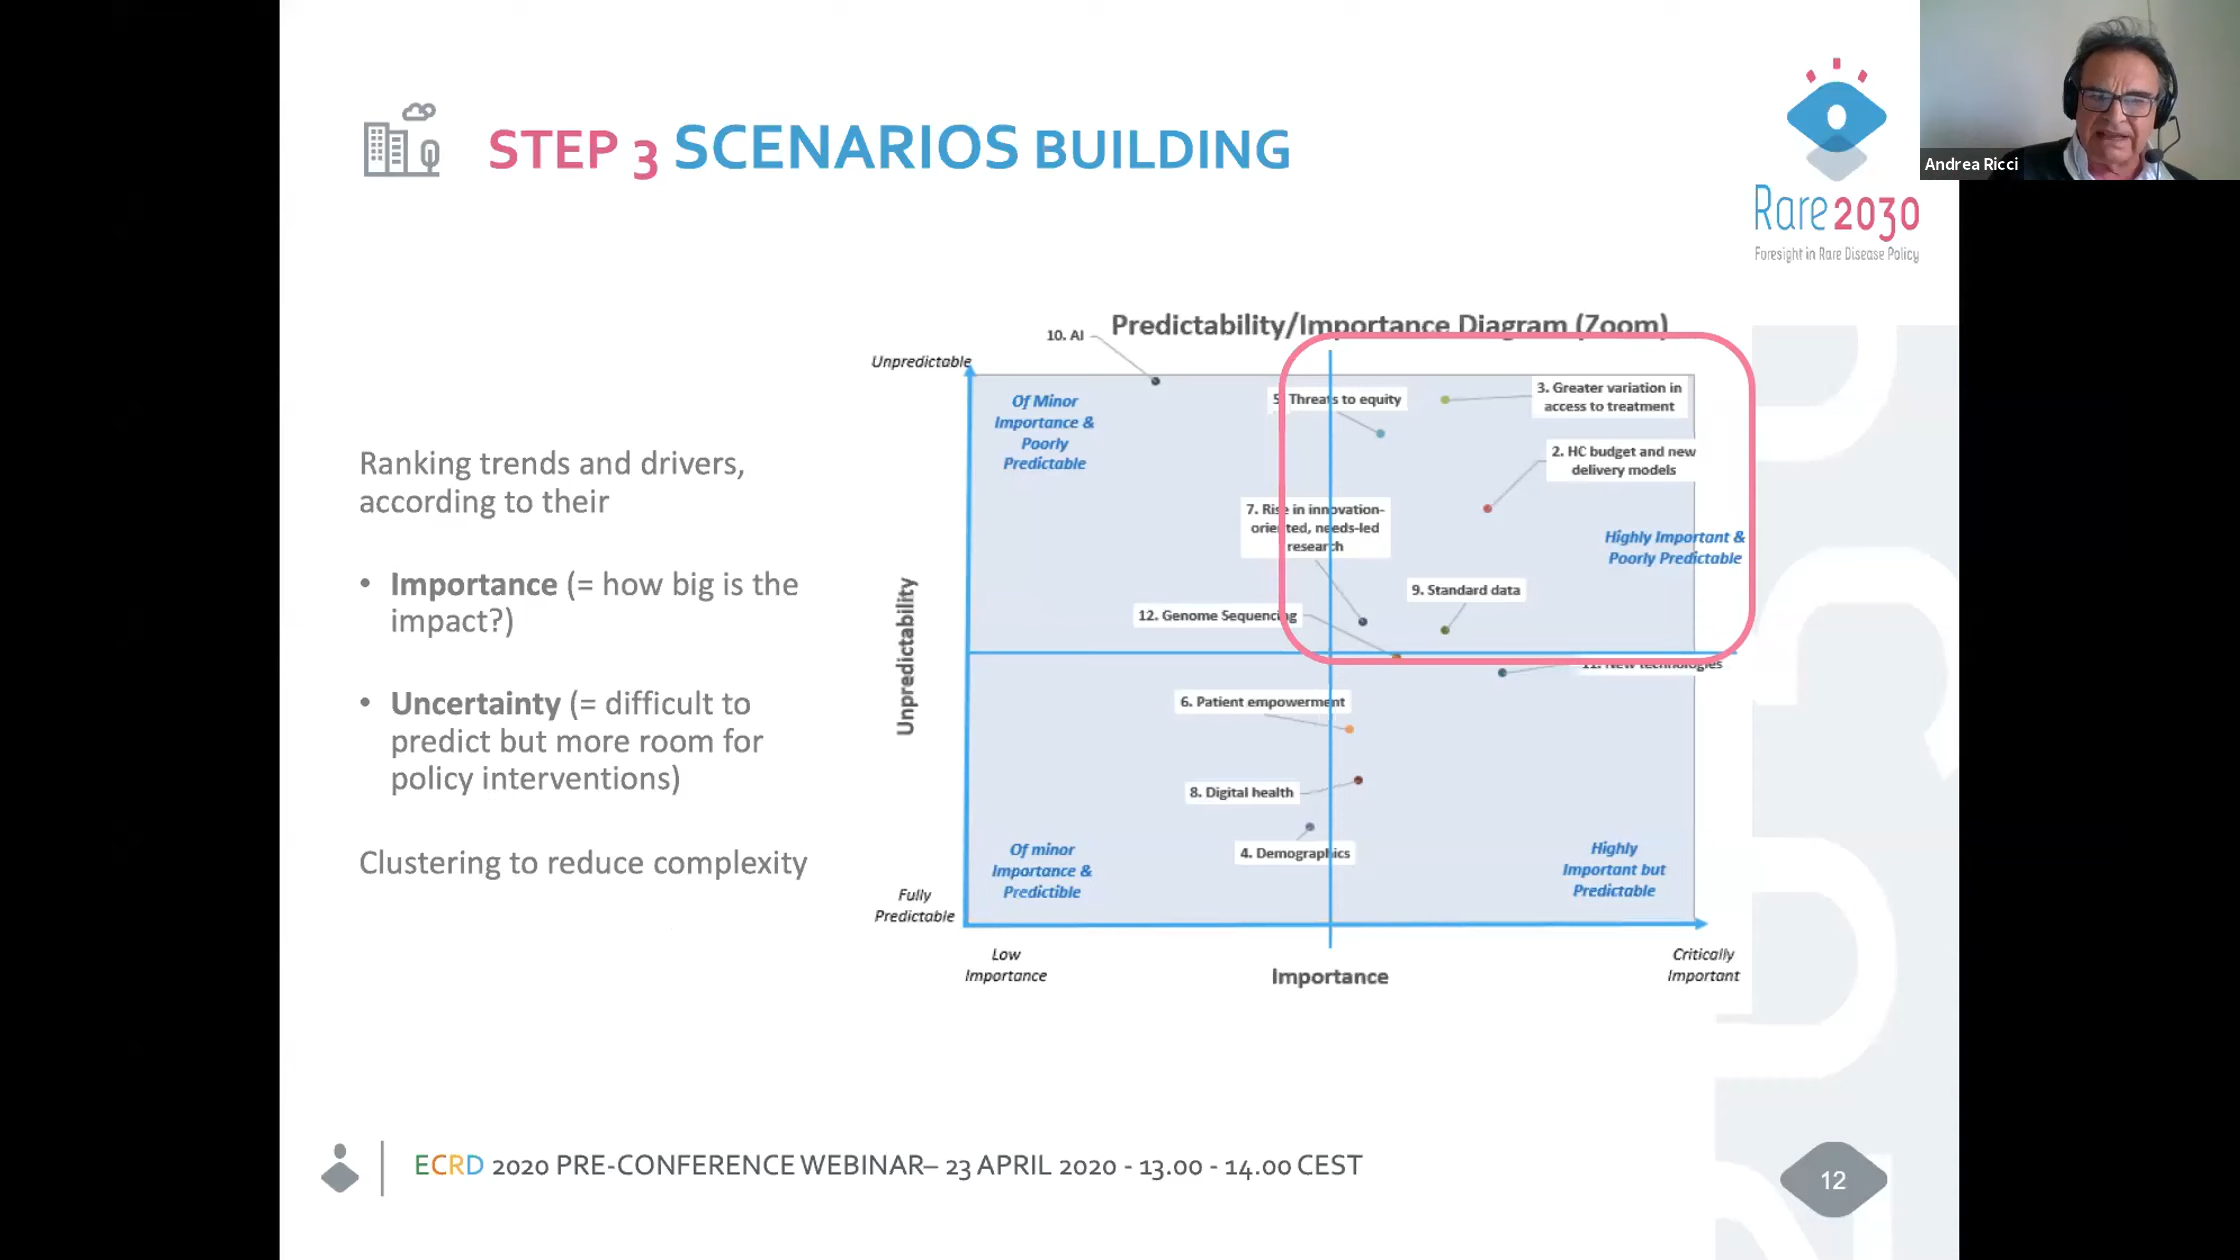 STEP 3 SCENARIOS BUILDING
Andrea Ricci
Rare2030
Foresight in Rare Disease Policy
Ranking trends and drivers,
according to their
• Importance (= how big is the
impact?)
• Uncertainty (= difficult to
predict but more room for
policy interventions)
Clustering to reduce complexity
Predictability/Importance Diagram (Zoom)
10. AI
Unpredictable
Of Minor
Importance &
Poorly
Predictable
5. Threats to equity
3. Greater variation in
access to treatment
2. HC budget and new
delivery models
7. Rise in innovation-
oriented, needs-led
research
Highly Important &
Poorly Predictable
9. Standard data
12. Genome Sequencing
Unpredictability
11. New technologies
6. Patient empowerment
8. Digital health
4. Demographics
Of minor
Importance &
Predictible
Highly
Important but
Predictable
Fully
Predictable
Low
Importance
Importance
Critically
Important
ECRD 2020 PRE-CONFERENCE WEBINAR– 23 APRIL 2020 - 13.00 - 14.00 CEST
12